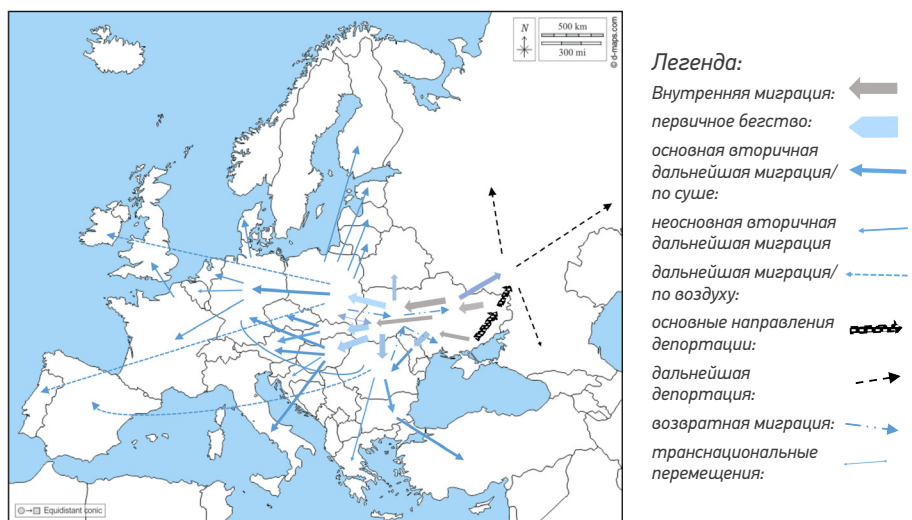 N
500 km
300 mi
© d-maps.com
Equidistant conic
Легенда:
Внутренняя миграция:
первичное бегство:
основная вторичная
дальнейшая миграция/
по суше:
неосновная вторичная
дальнейшая миграция
дальнейшая миграция/
по воздуху:
основные направления
депортации:
дальнейшая
депортация:
возвратная миграция:
транснациональные
перемещения: